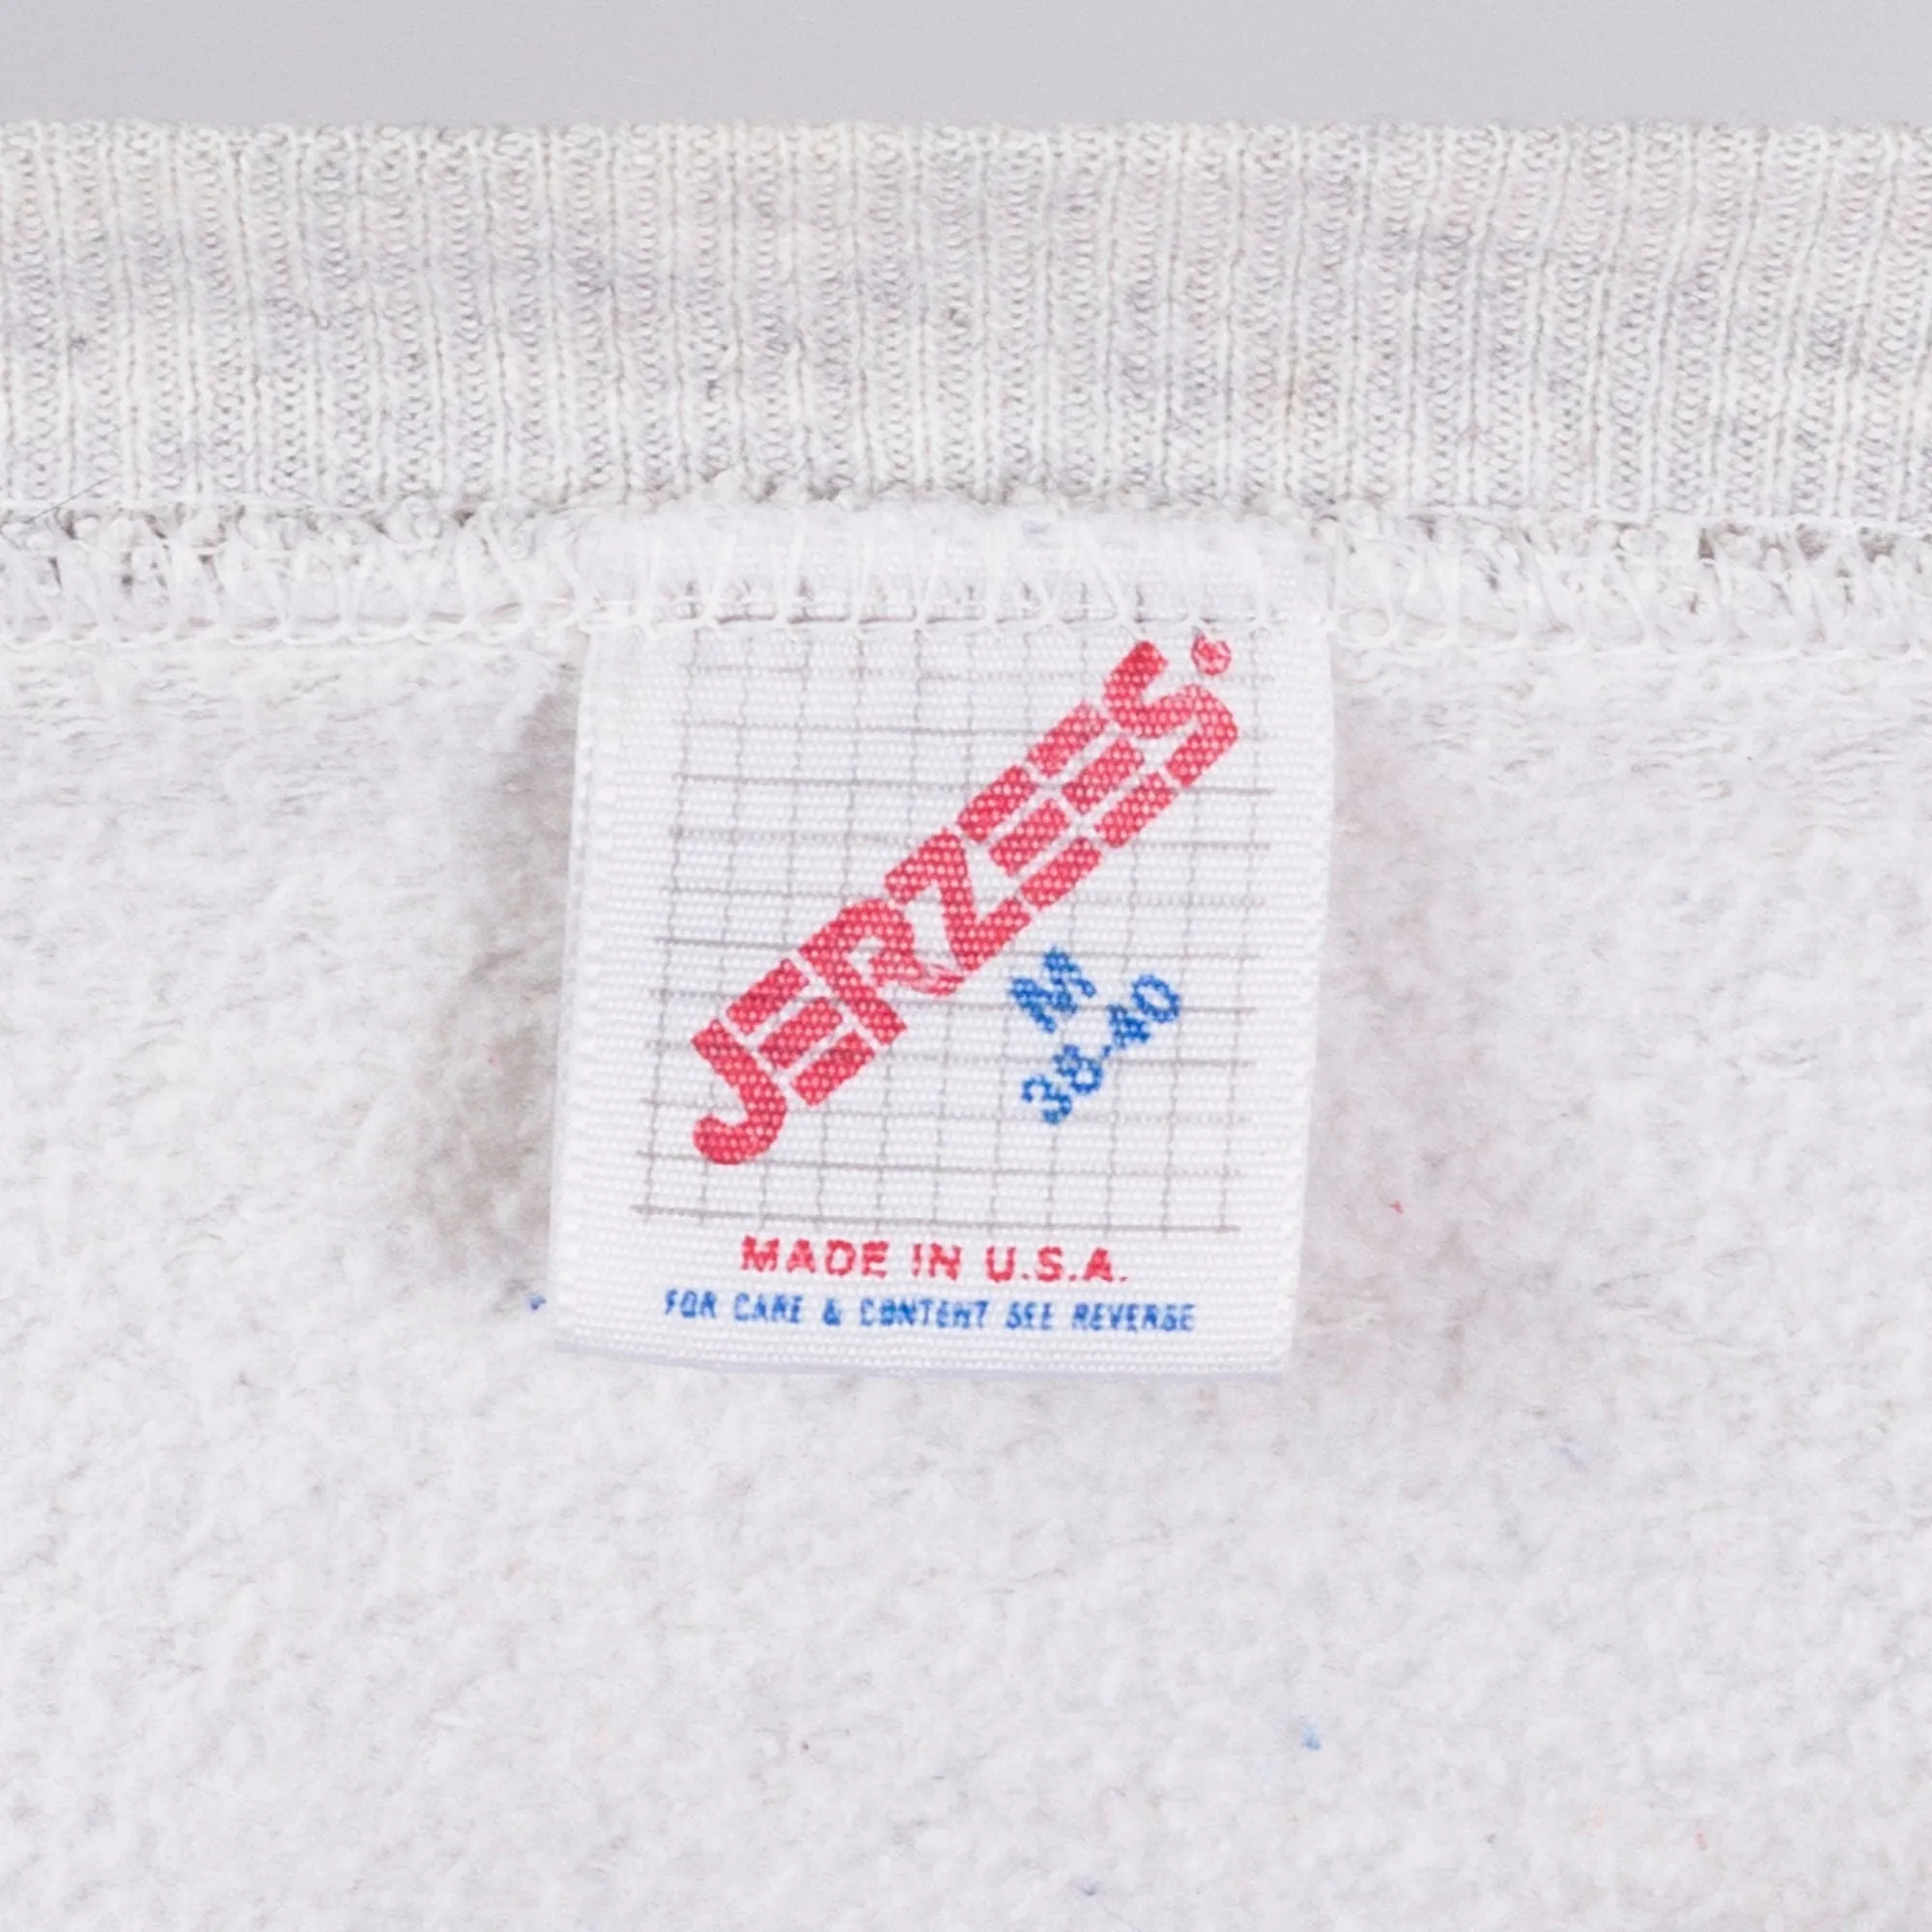 JERZEES
M
38-40
MADE IN U.S.A.
FOR CARE & CONTENT SEE REVERSE